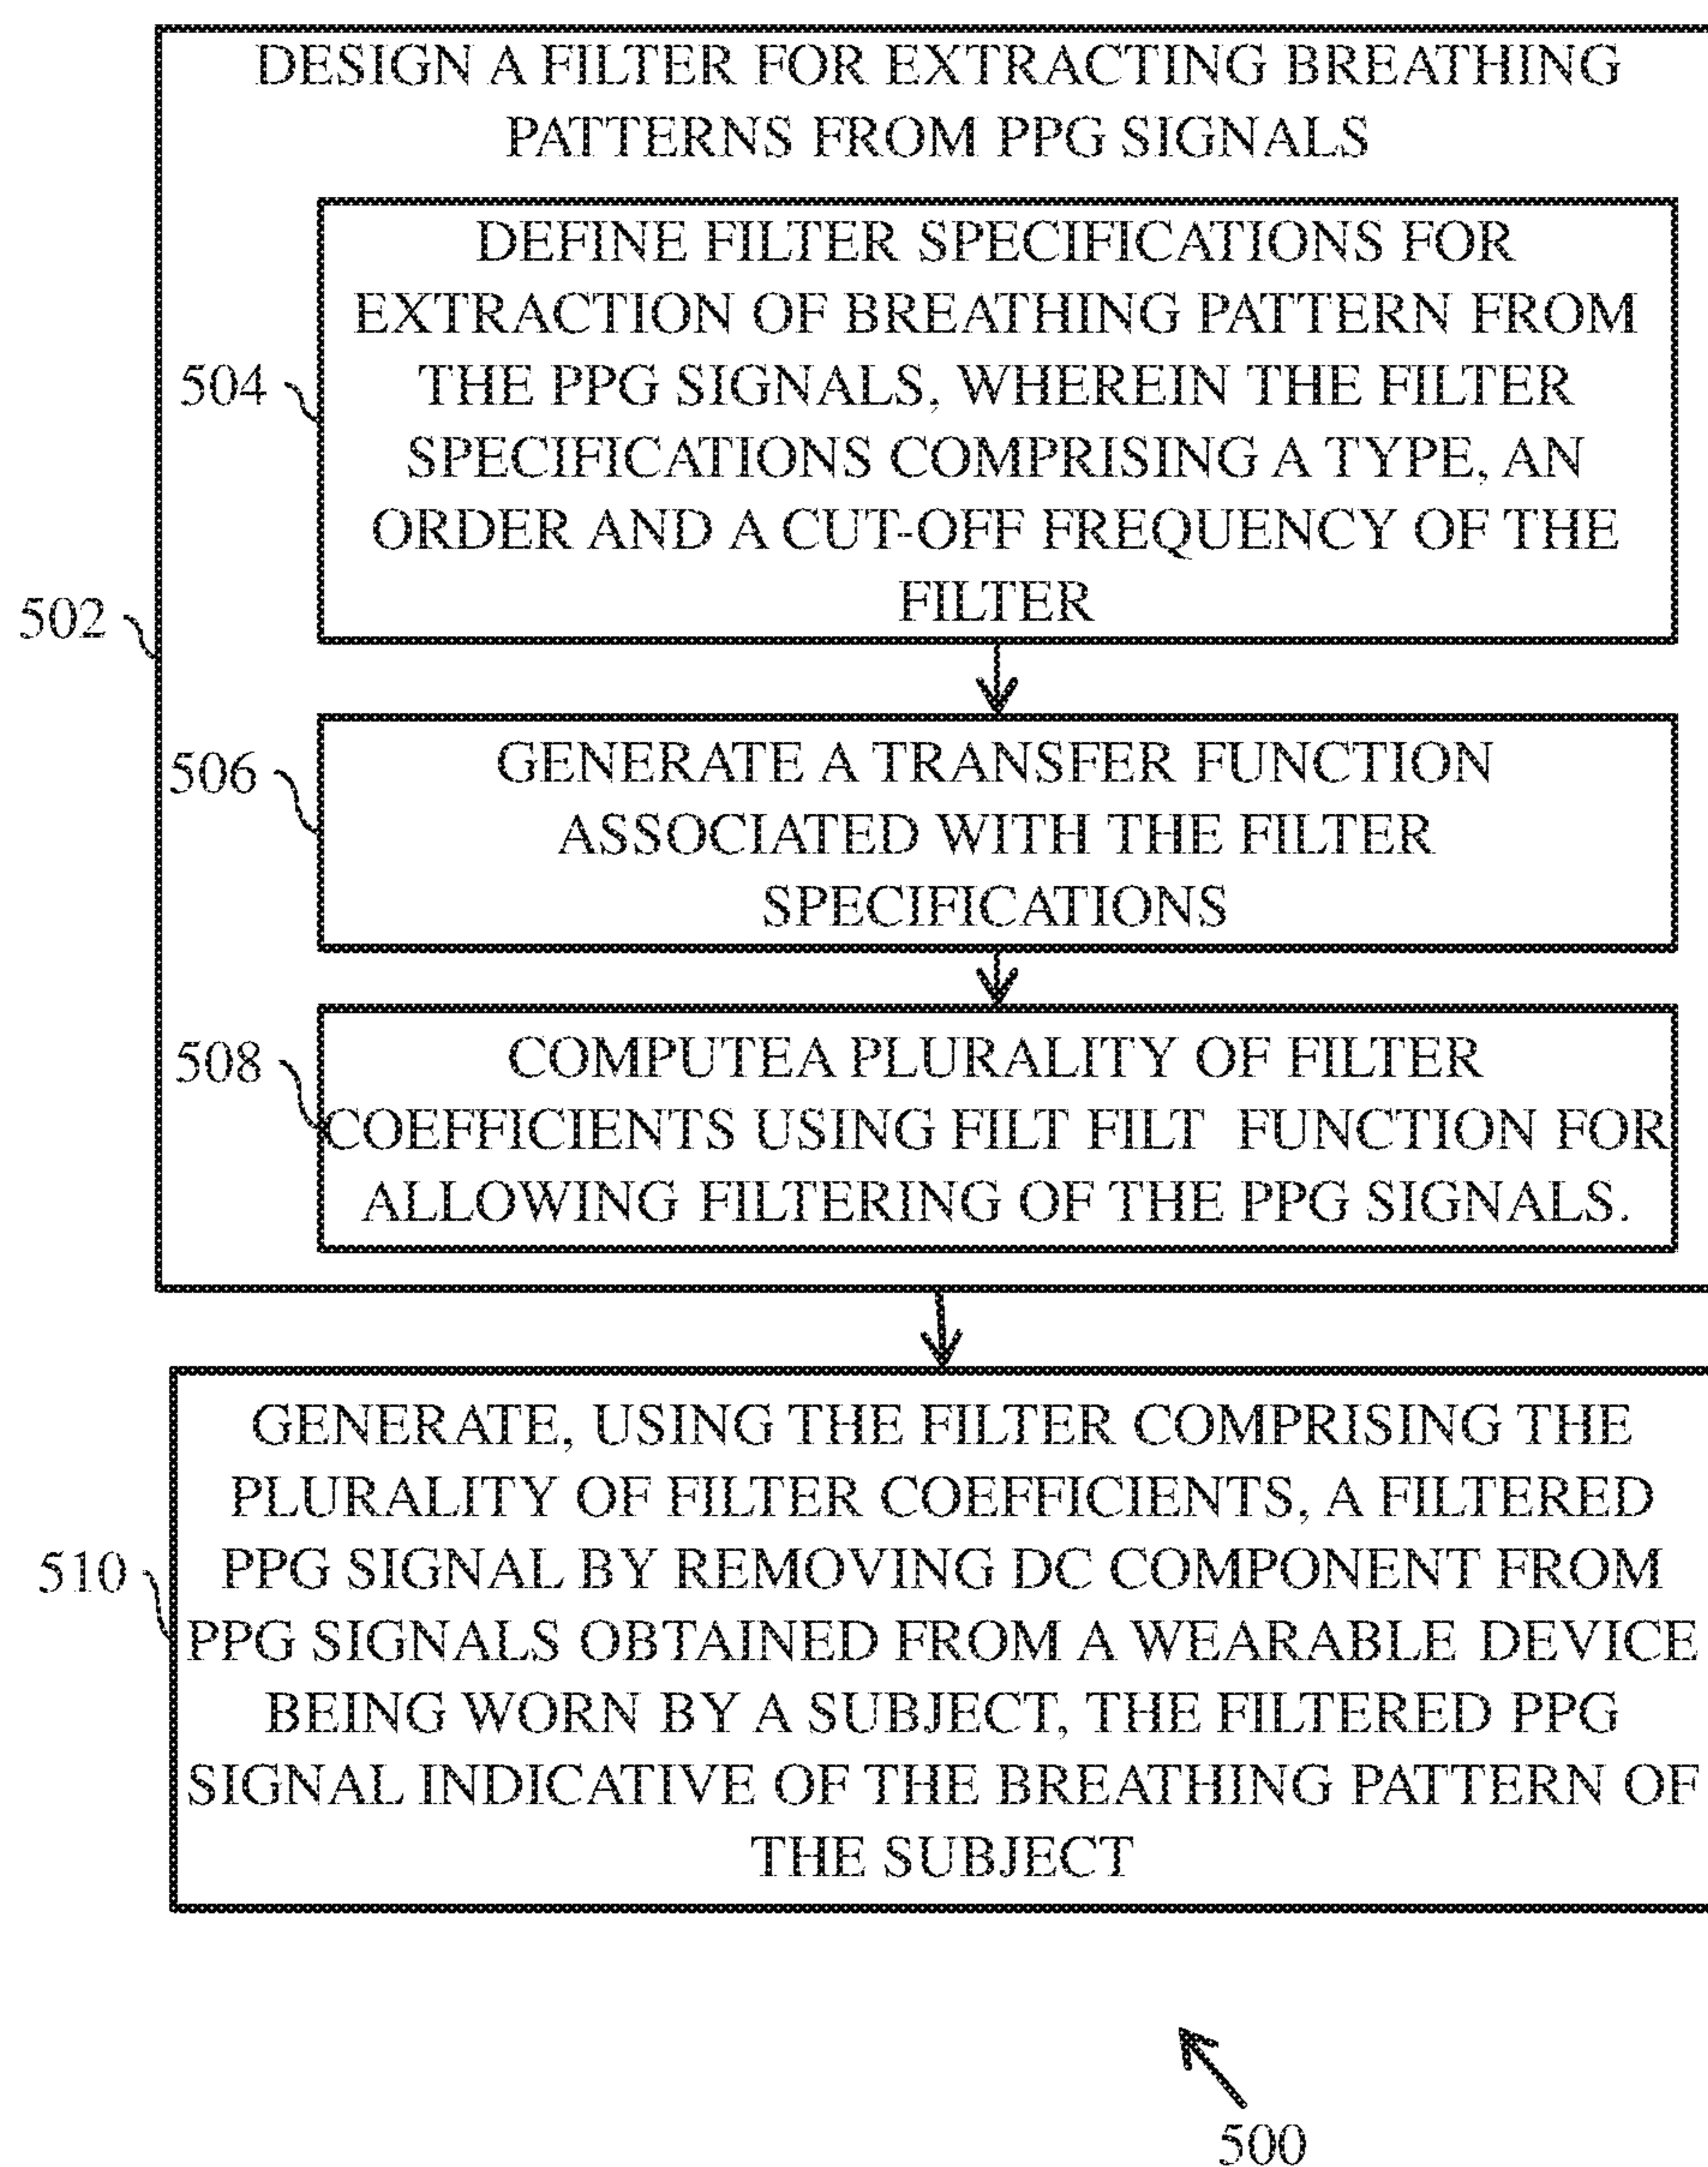 DESIGN A FILTER FOR EXTRACTING BREATHING
PATTERNS FROM PPG SIGNALS
DEFINE FILTER SPECIFICATIONS FOR
EXTRACTION OF BREATHING PATTERN FROM
504
THE PPG SIGNALS, WHEREIN THE FILTER
SPECIFICATIONS COMPRISING A TYPE, AN
ORDER AND A CUT-OFF FREQUENCY OF THE
FILTER
502
506
GENERATE A TRANSFER FUNCTION
ASSOCIATED WITH THE FILTER
SPECIFICATIONS
508
COMPUTEA PLURALITY OF FILTER
COEFFICIENTS USING FILT FILT FUNCTION FOR
ALLOWING FILTERING OF THE PPG SIGNALS.
GENERATE, USING THE FILTER COMPRISING THE
PLURALITY OF FILTER COEFFICIENTS, A FILTERED
510
PPG SIGNAL BY REMOVING DC COMPONENT FROM
PPG SIGNALS OBTAINED FROM A WEARABLE DEVICE
BEING WORN BY A SUBJECT, THE FILTERED PPG
SIGNAL INDICATIVE OF THE BREATHING PATTERN OF
THE SUBJECT
500